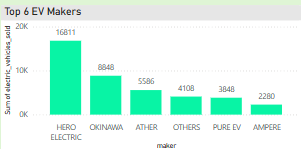 Top 6 EV Makers
Sum of electric_vehicles_sold
20K
10K
0K
16811
8848
5586
4108
3848
2280
HERO ELECTRIC
OKINAWA
ATHER
OTHERS
PURE EV
AMPERE
maker